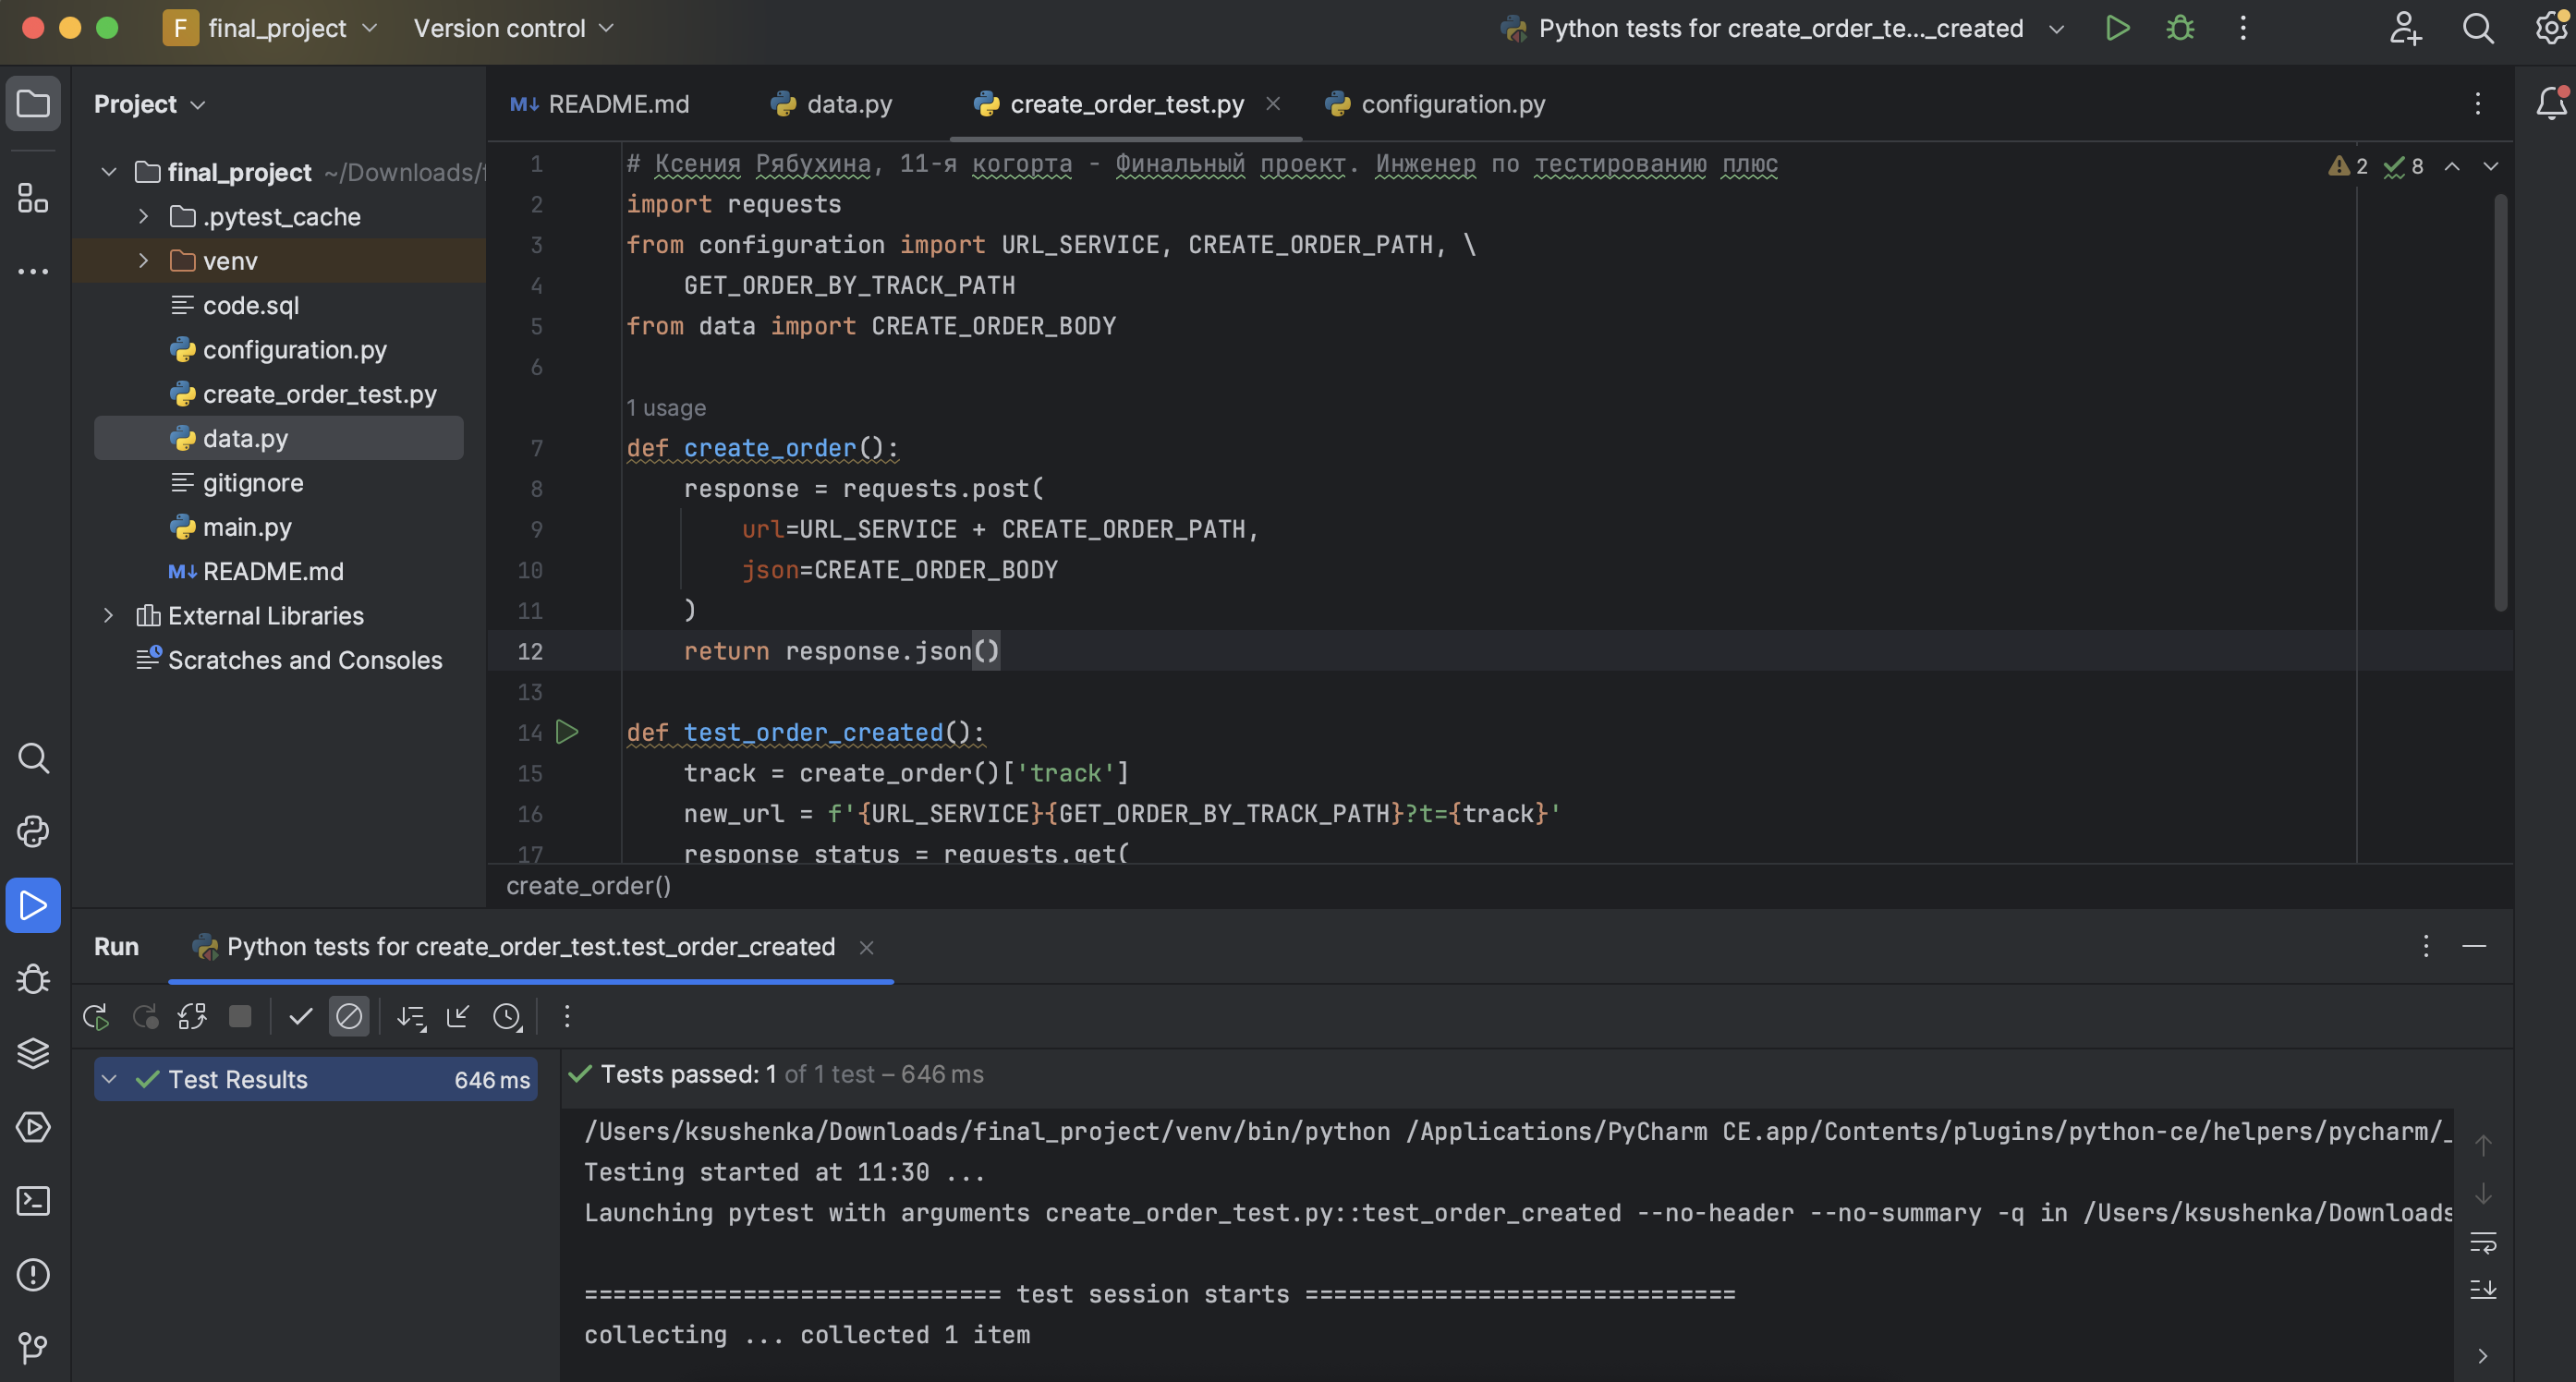 F final_project Version control Python tests for create_order_te..._created
Project
final_project ~/Downloads/
.pytest_cache
venv
code.sql
configuration.py
create_order_test.py
data.py
gitignore
main.py
README.md
External Libraries
Scratches and Consoles
README.md data.py create_order_test.py configuration.py
2 8
1 # Ксения Рябухина, 11-я когорта - Финальный проект. Инженер по тестированию плюс
2 import requests
3 from configuration import URL_SERVICE, CREATE_ORDER_PATH, \
4 GET_ORDER_BY_TRACK_PATH
5 from data import CREATE_ORDER_BODY
6
1 usage
7 def create_order():
8 response = requests.post(
9 url=URL_SERVICE + CREATE_ORDER_PATH,
10 json=CREATE_ORDER_BODY
11 )
12 return response.json()
13
14 def test_order_created():
15 track = create_order()['track']
16 new_url = f'{URL_SERVICE}{GET_ORDER_BY_TRACK_PATH}?t={track}'
17 response_status = requests.get(
create_order()
Run Python tests for create_order_test.test_order_created
Test Results 646 ms
Tests passed: 1 of 1 test – 646 ms
/Users/ksushenka/Downloads/final_project/venv/bin/python /Applications/PyCharm CE.app/Contents/plugins/python-ce/helpers/pycharm/_
Testing started at 11:30 ...
Launching pytest with arguments create_order_test.py::test_order_created --no-header --no-summary -q in /Users/ksushenka/Downloads
============================= test session starts ==============================
collecting ... collected 1 item